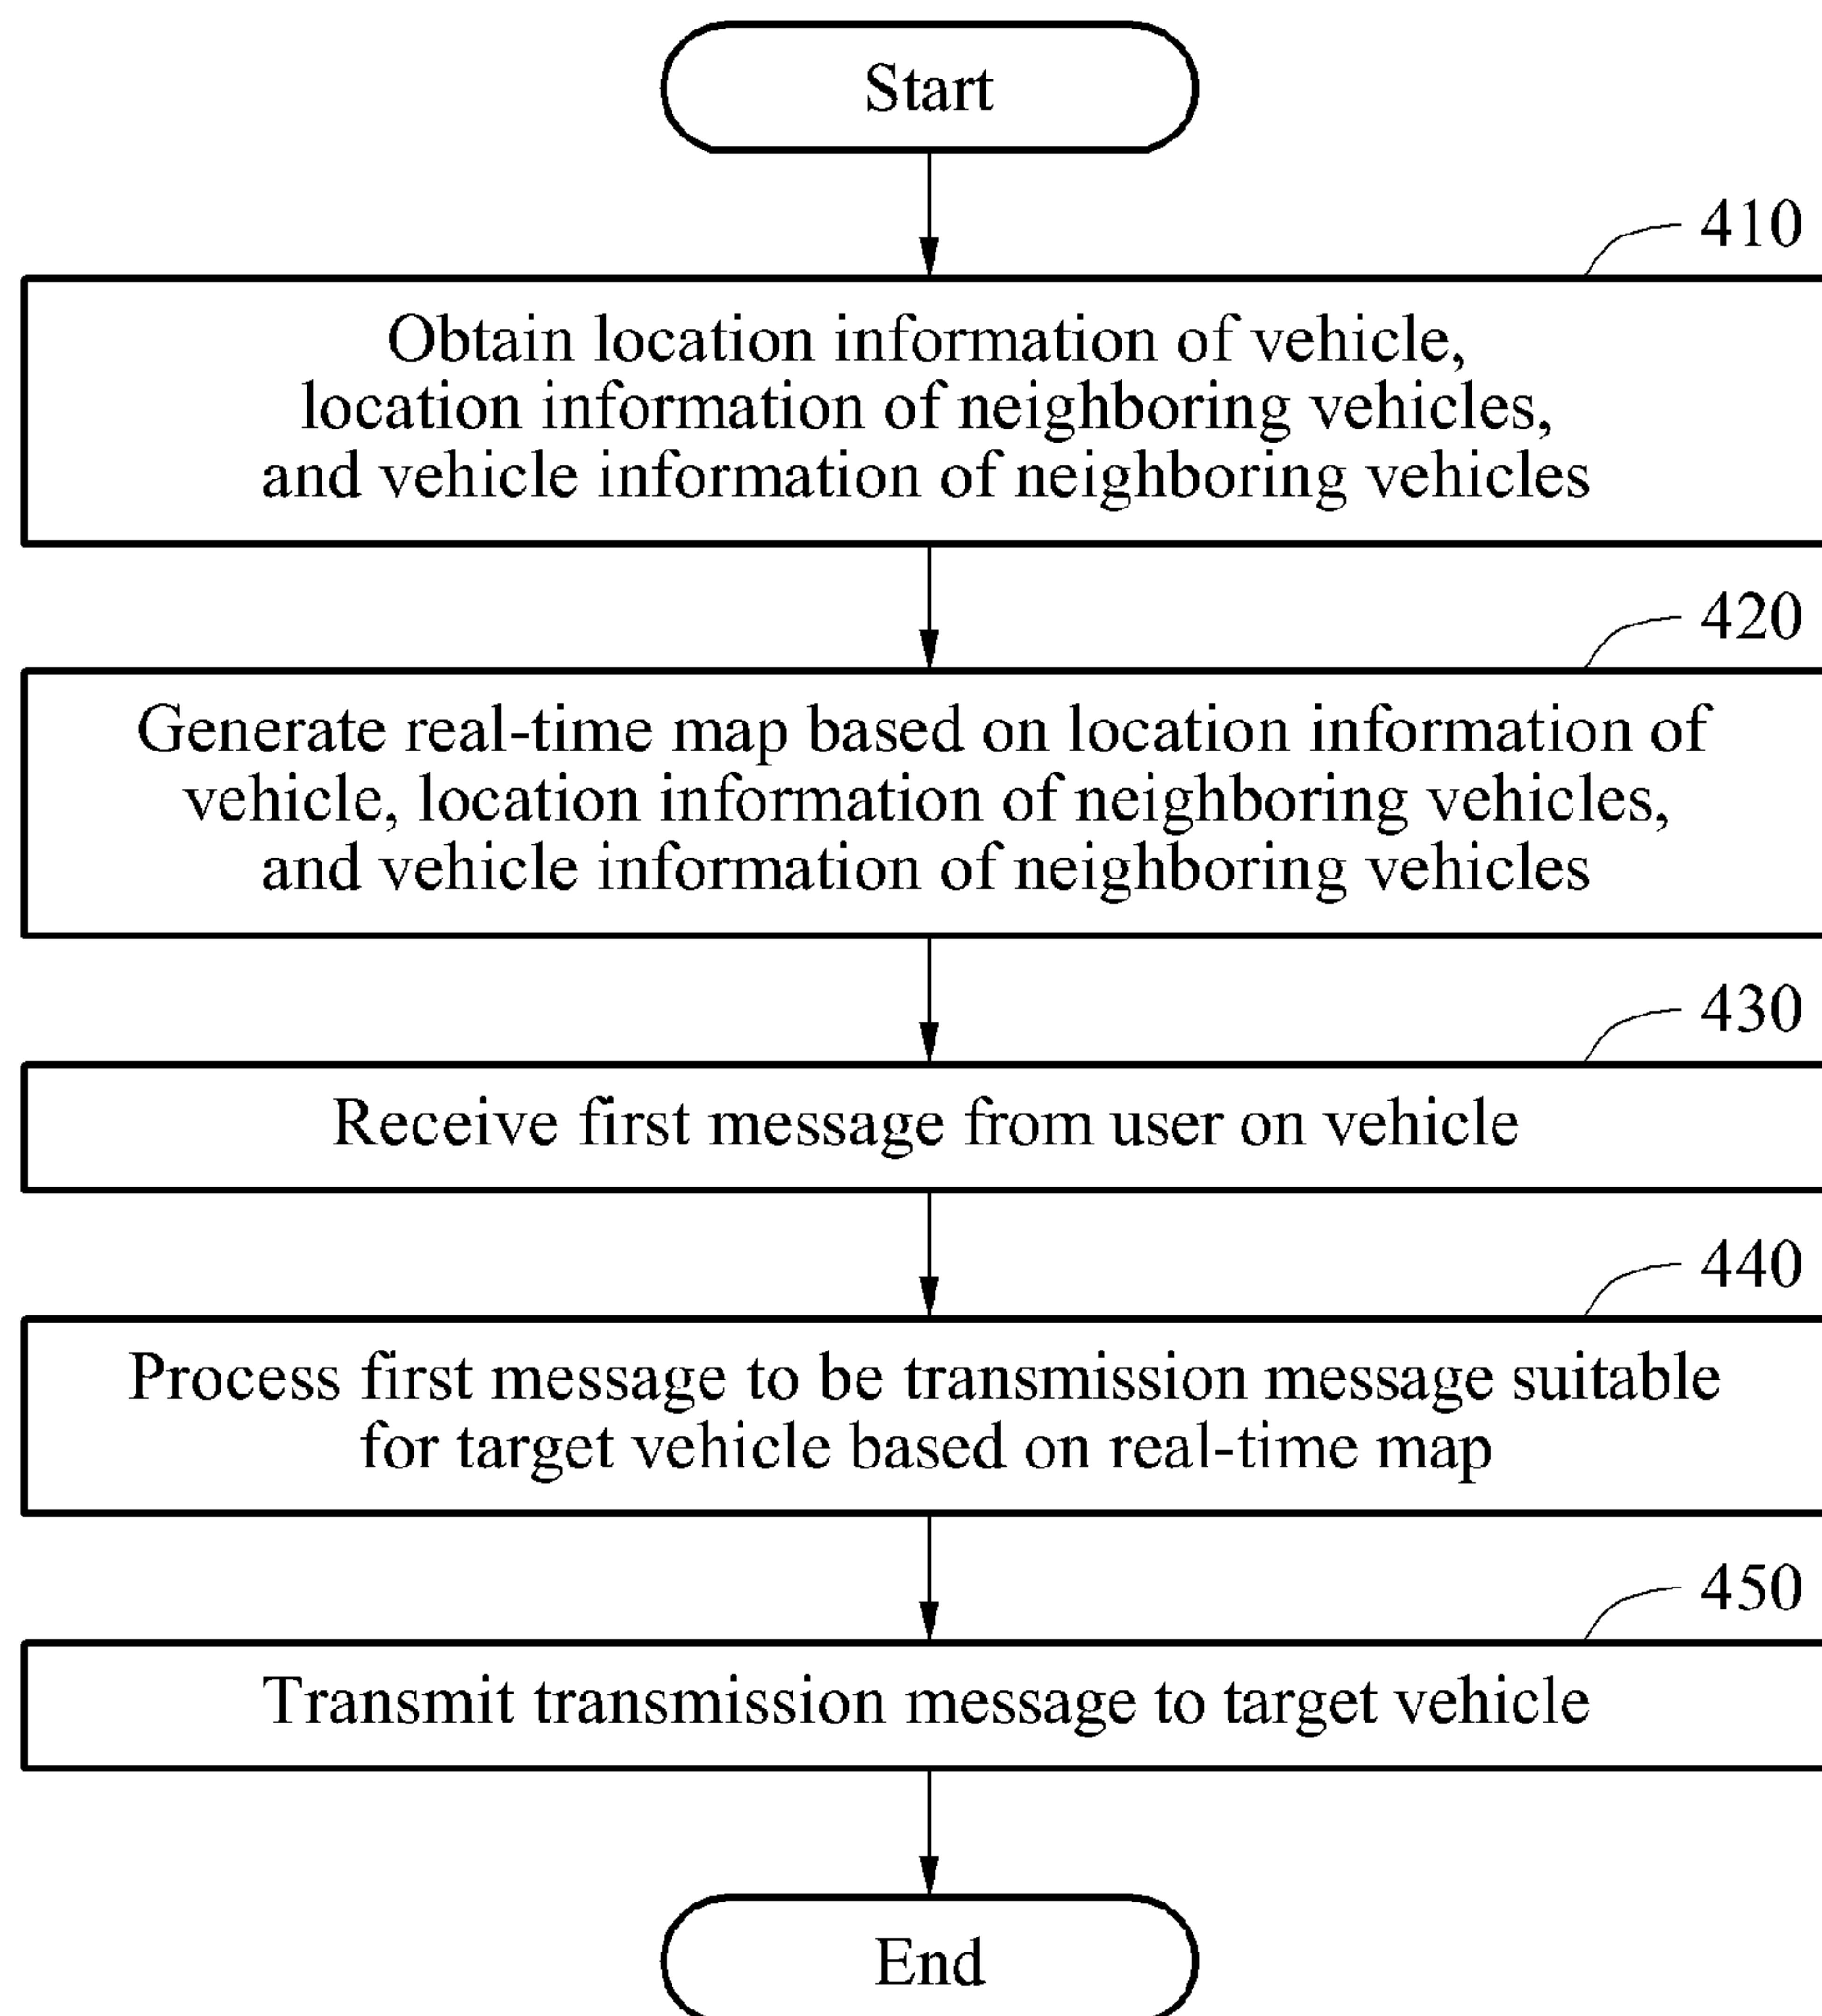 Start
410
Obtain location information of vehicle,
location information of neighboring vehicles,
and vehicle information of neighboring vehicles
420
Generate real-time map based on location information of
vehicle, location information of neighboring vehicles,
and vehicle information of neighboring vehicles
430
Receive first message from user on vehicle
440
Process first message to be transmission message suitable
for target vehicle based on real-time map
450
Transmit transmission message to target vehicle
End